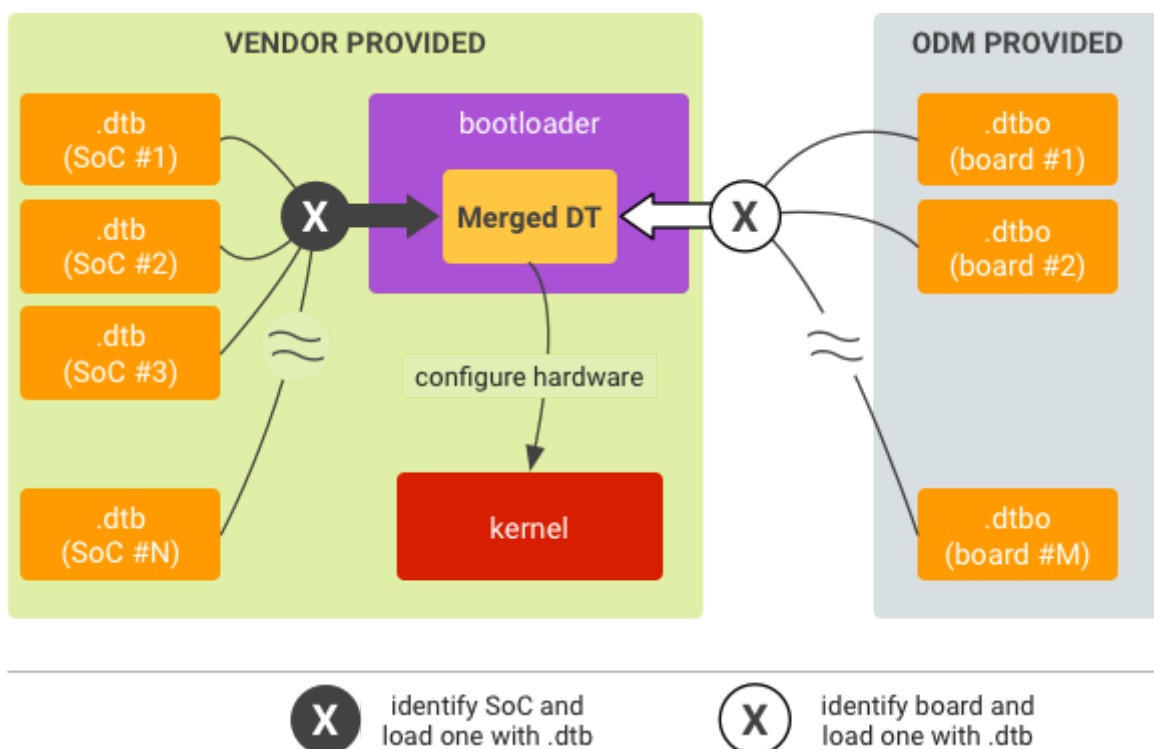 VENDOR PROVIDED
ODM PROVIDED
.dtb
(SoC #1)
.dtb
(SoC #2)
.dtb
(SoC #3)
.dtb
(SoC #N)
bootloader
Merged DT
X
X
configure hardware
kernel
.dtbo
(board #1)
.dtbo
(board #2)
.dtbo
(board #M)
X
identify SoC and
load one with .dtb
X
identify board and
load one with .dtb